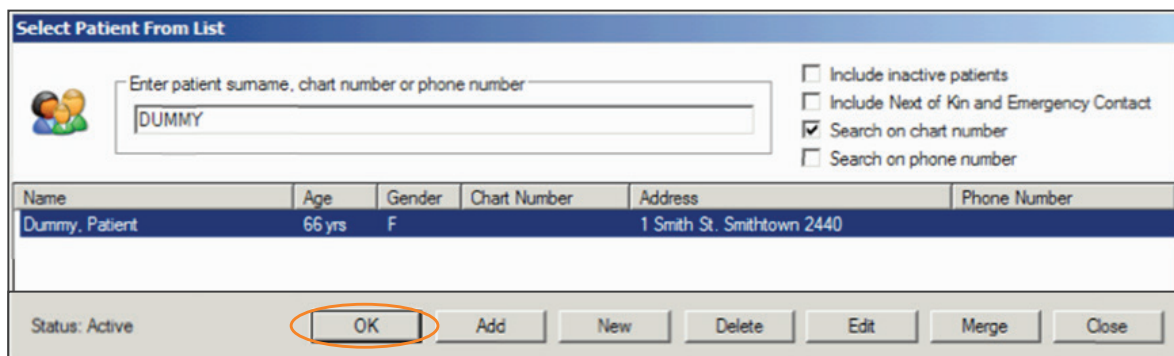 Select Patient From List
Enter patient surname, chart number or phone number
DUMMY
Include inactive patients
Include Next of Kin and Emergency Contact
Search on chart number
Search on phone number
Name Age Gender Chart Number Address Phone Number
Dummy, Patient 66 yrs F 1 Smith St. Smithtown 2440
Status: Active OK Add New Delete Edit Merge Close